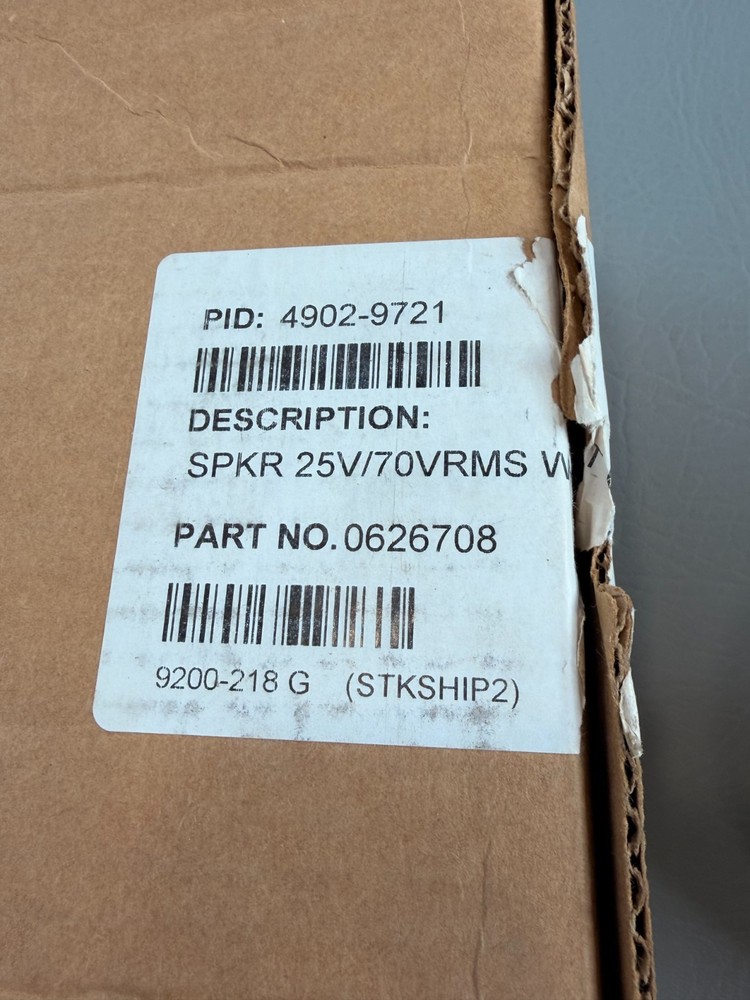 PID: 4902-9721
DESCRIPTION:
SPKR 25V/70VRMS W
PART NO. 0626708
9200-218 G (STKSHIP2)